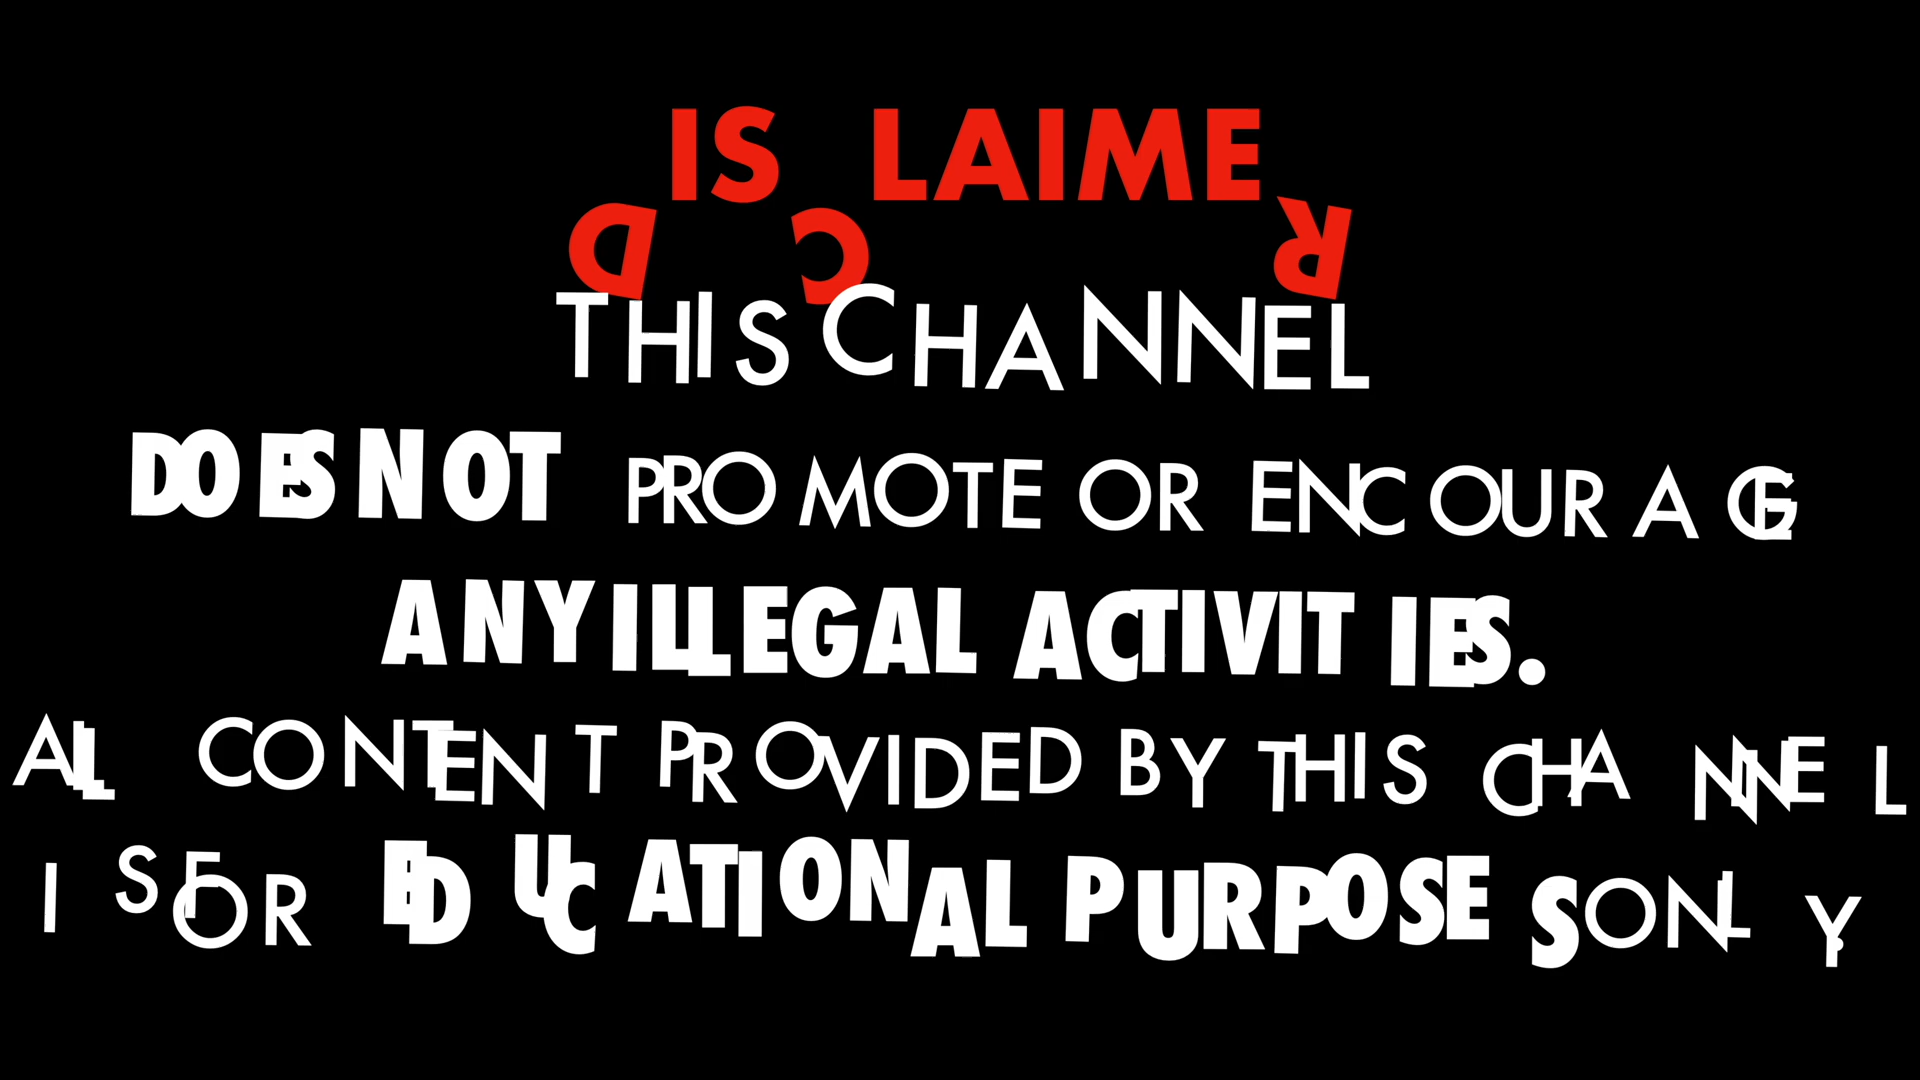 DISCLAIMER
THIS CHANNEL
DOES NOT PROMOTE OR ENCOURAGE
ANY ILLEGAL ACTIVITIES.
ALL CONTENT PROVIDED BY THIS CHANNEL
IS FOR EDUCATIONAL PURPOSES ONLY.